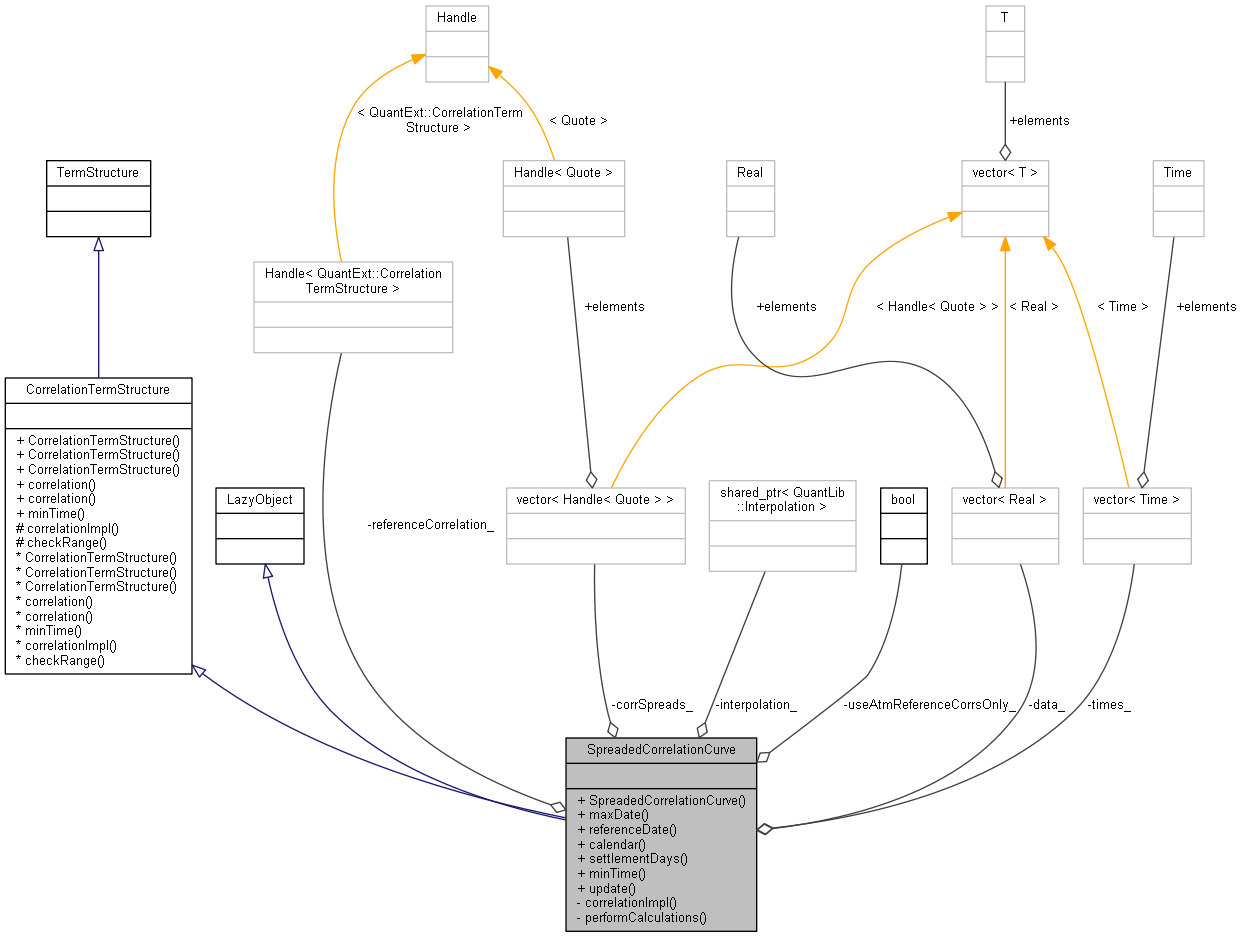 Handle
T
< QuantExt::CorrelationTerm
Structure >
< Quote >
+elements
TermStructure
Handle< Quote >
Real
vector< T >
Time
Handle< QuantExt::Correlation
TermStructure >
+elements
+elements
< Handle< Quote > >
< Real >
< Time >
+elements
CorrelationTermStructure
+ CorrelationTermStructure()
+ CorrelationTermStructure()
+ CorrelationTermStructure()
+ correlation()
+ correlation()
+ minTime()
# correlationImpl()
# checkRange()
* CorrelationTermStructure()
* CorrelationTermStructure()
* CorrelationTermStructure()
* correlation()
* correlation()
* minTime()
* correlationImpl()
* checkRange()
LazyObject
-referenceCorrelation_
vector< Handle< Quote > >
shared_ptr< QuantLib
::Interpolation >
bool
vector< Real >
vector< Time >
-corrSpreads_
-interpolation_
-useAtmReferenceCorrsOnly_
-data_
-times_
SpreadedCorrelationCurve
+ SpreadedCorrelationCurve()
+ maxDate()
+ referenceDate()
+ calendar()
+ settlementDays()
+ minTime()
+ update()
- correlationImpl()
- performCalculations()